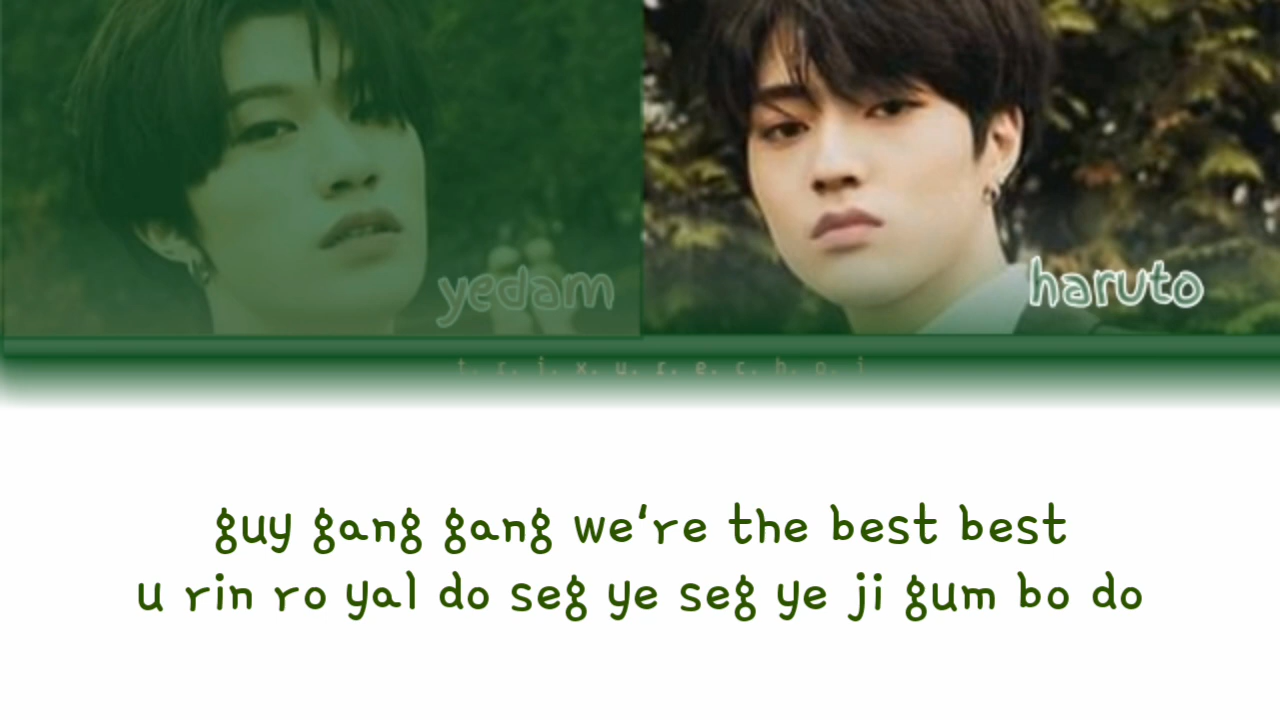 yedam
haruto
t. r. i. x. u. r. e. c. h. o. i
guy gang gang we're the best best
u rin ro yal do seg ye seg ye ji gum bo do